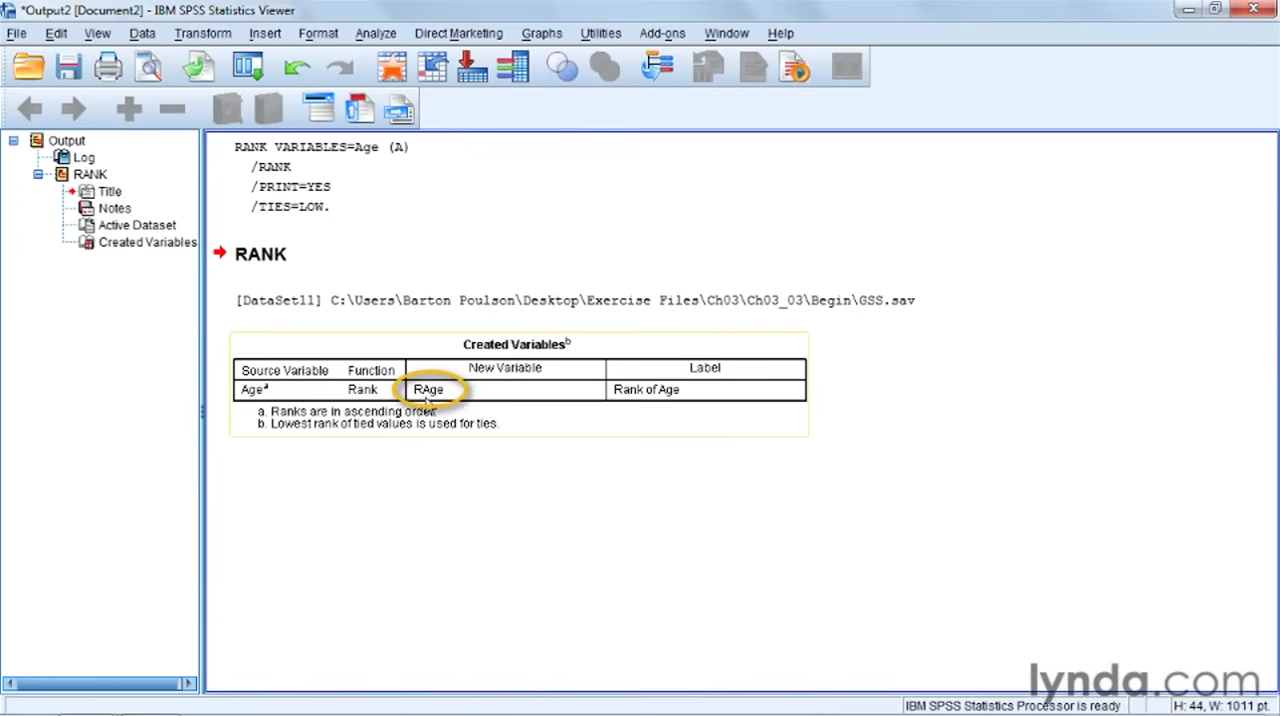 *Output2 [Document2] - IBM SPSS Statistics Viewer
File Edit View Data Transform Insert Format Analyze Direct Marketing Graphs Utilities Add-ons Window Help
Output
Log
RANK
Title
Notes
Active Dataset
Created Variables
RANK VARIABLES=Age (A)
/RANK
/PRINT=YES
/TIES=LOW.
RANK
[DataSet11] C:\Users\Barton Poulson\Desktop\Exercise Files\Ch03\Ch03_03\Begin\GSS.sav
Created Variablesb
Source Variable Function New Variable Label
Agea Rank RAge Rank of Age
a. Ranks are in ascending order.
b. Lowest rank of tied values is used for ties.
lynda.com
IBM SPSS Statistics Processor is ready H: 44, W: 1011 pt.